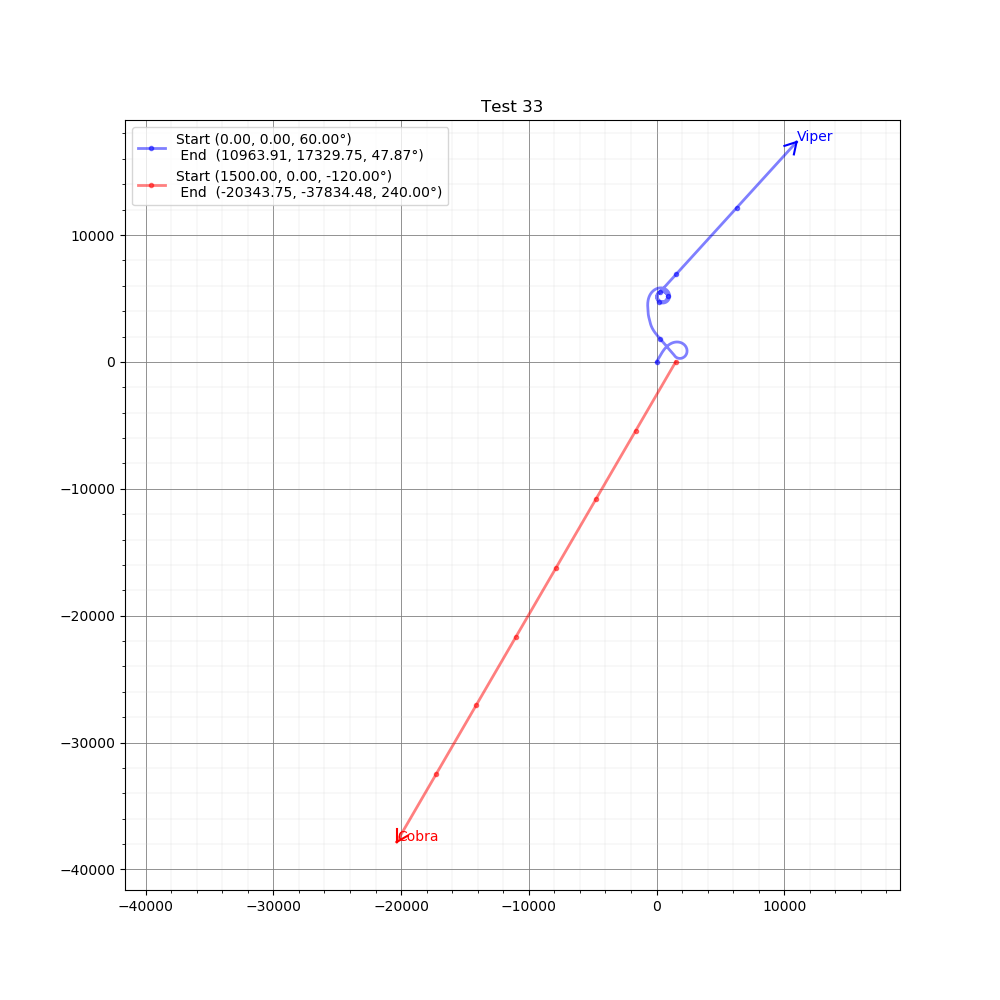 Test 33
Start (0.00, 0.00, 60.00°)
End  (10963.91, 17329.75, 47.87°)
Start (1500.00, 0.00, -120.00°)
End  (-20343.75, -37834.48, 240.00°)
Viper
10000
0
−10000
−20000
−30000
−40000
Cobra
−40000 −30000 −20000 −10000 0 10000